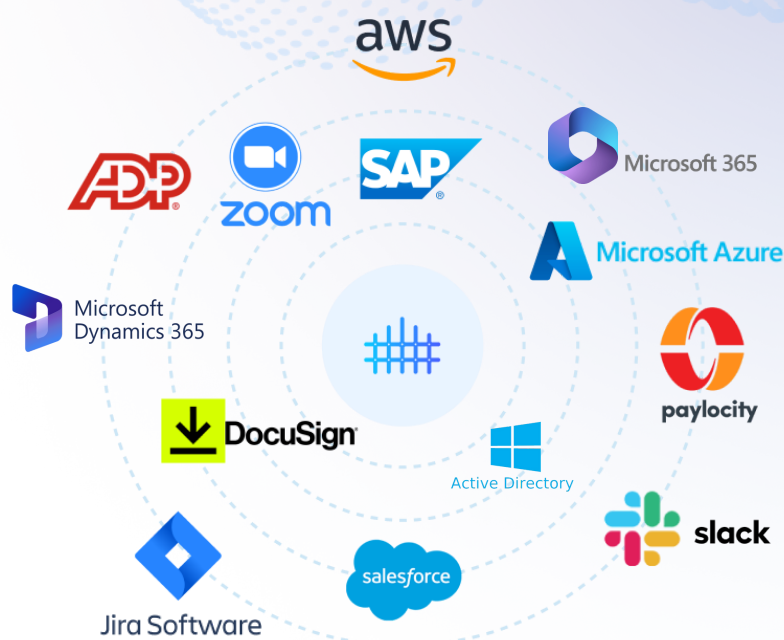 aws
ADP®
zoom
SAP®
Microsoft 365
Microsoft Azure
Microsoft
Dynamics 365
paylocity
DocuSign
Active Directory
slack
salesforce
Jira Software